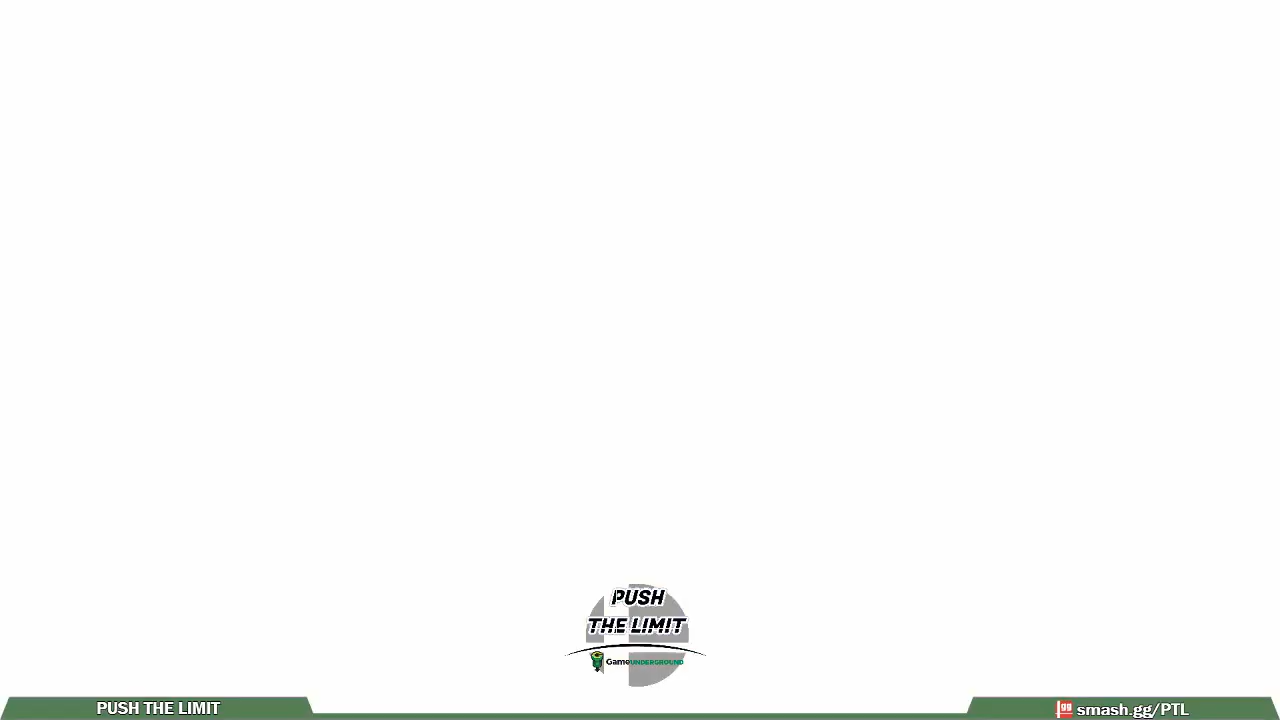 PUSH
THE LIMIT
GameUNDERGROUND
PUSH THE LIMIT
smash.gg/PTL